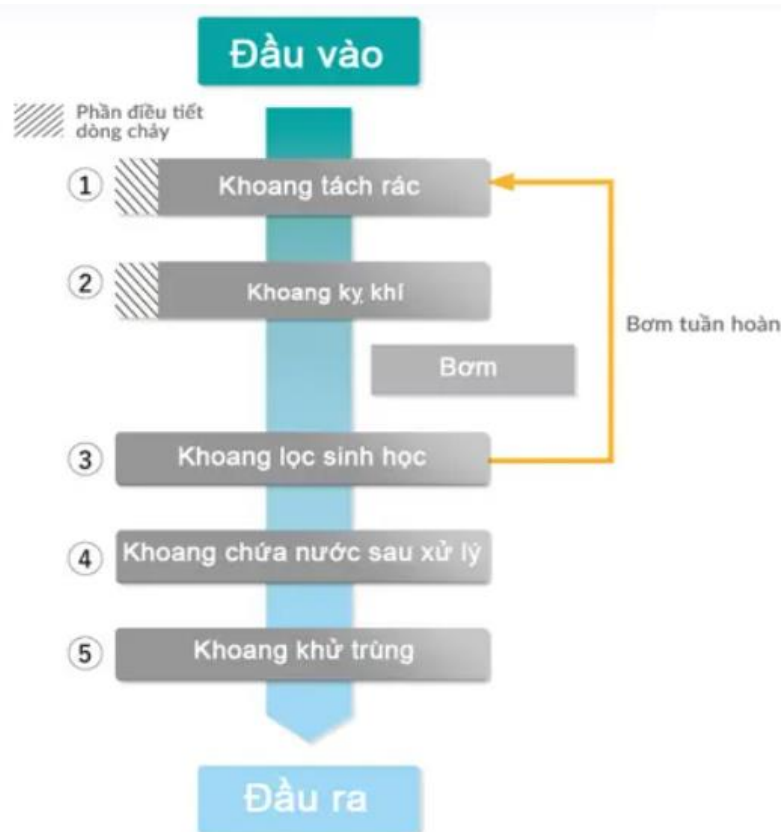 Đầu vào
Phần điều tiết
dòng chảy
① Khoang tách rác
② Khoang kỵ khí
Bơm tuần hoàn
Bơm
③ Khoang lọc sinh học
④ Khoang chứa nước sau xử lý
⑤ Khoang khử trùng
Đầu ra